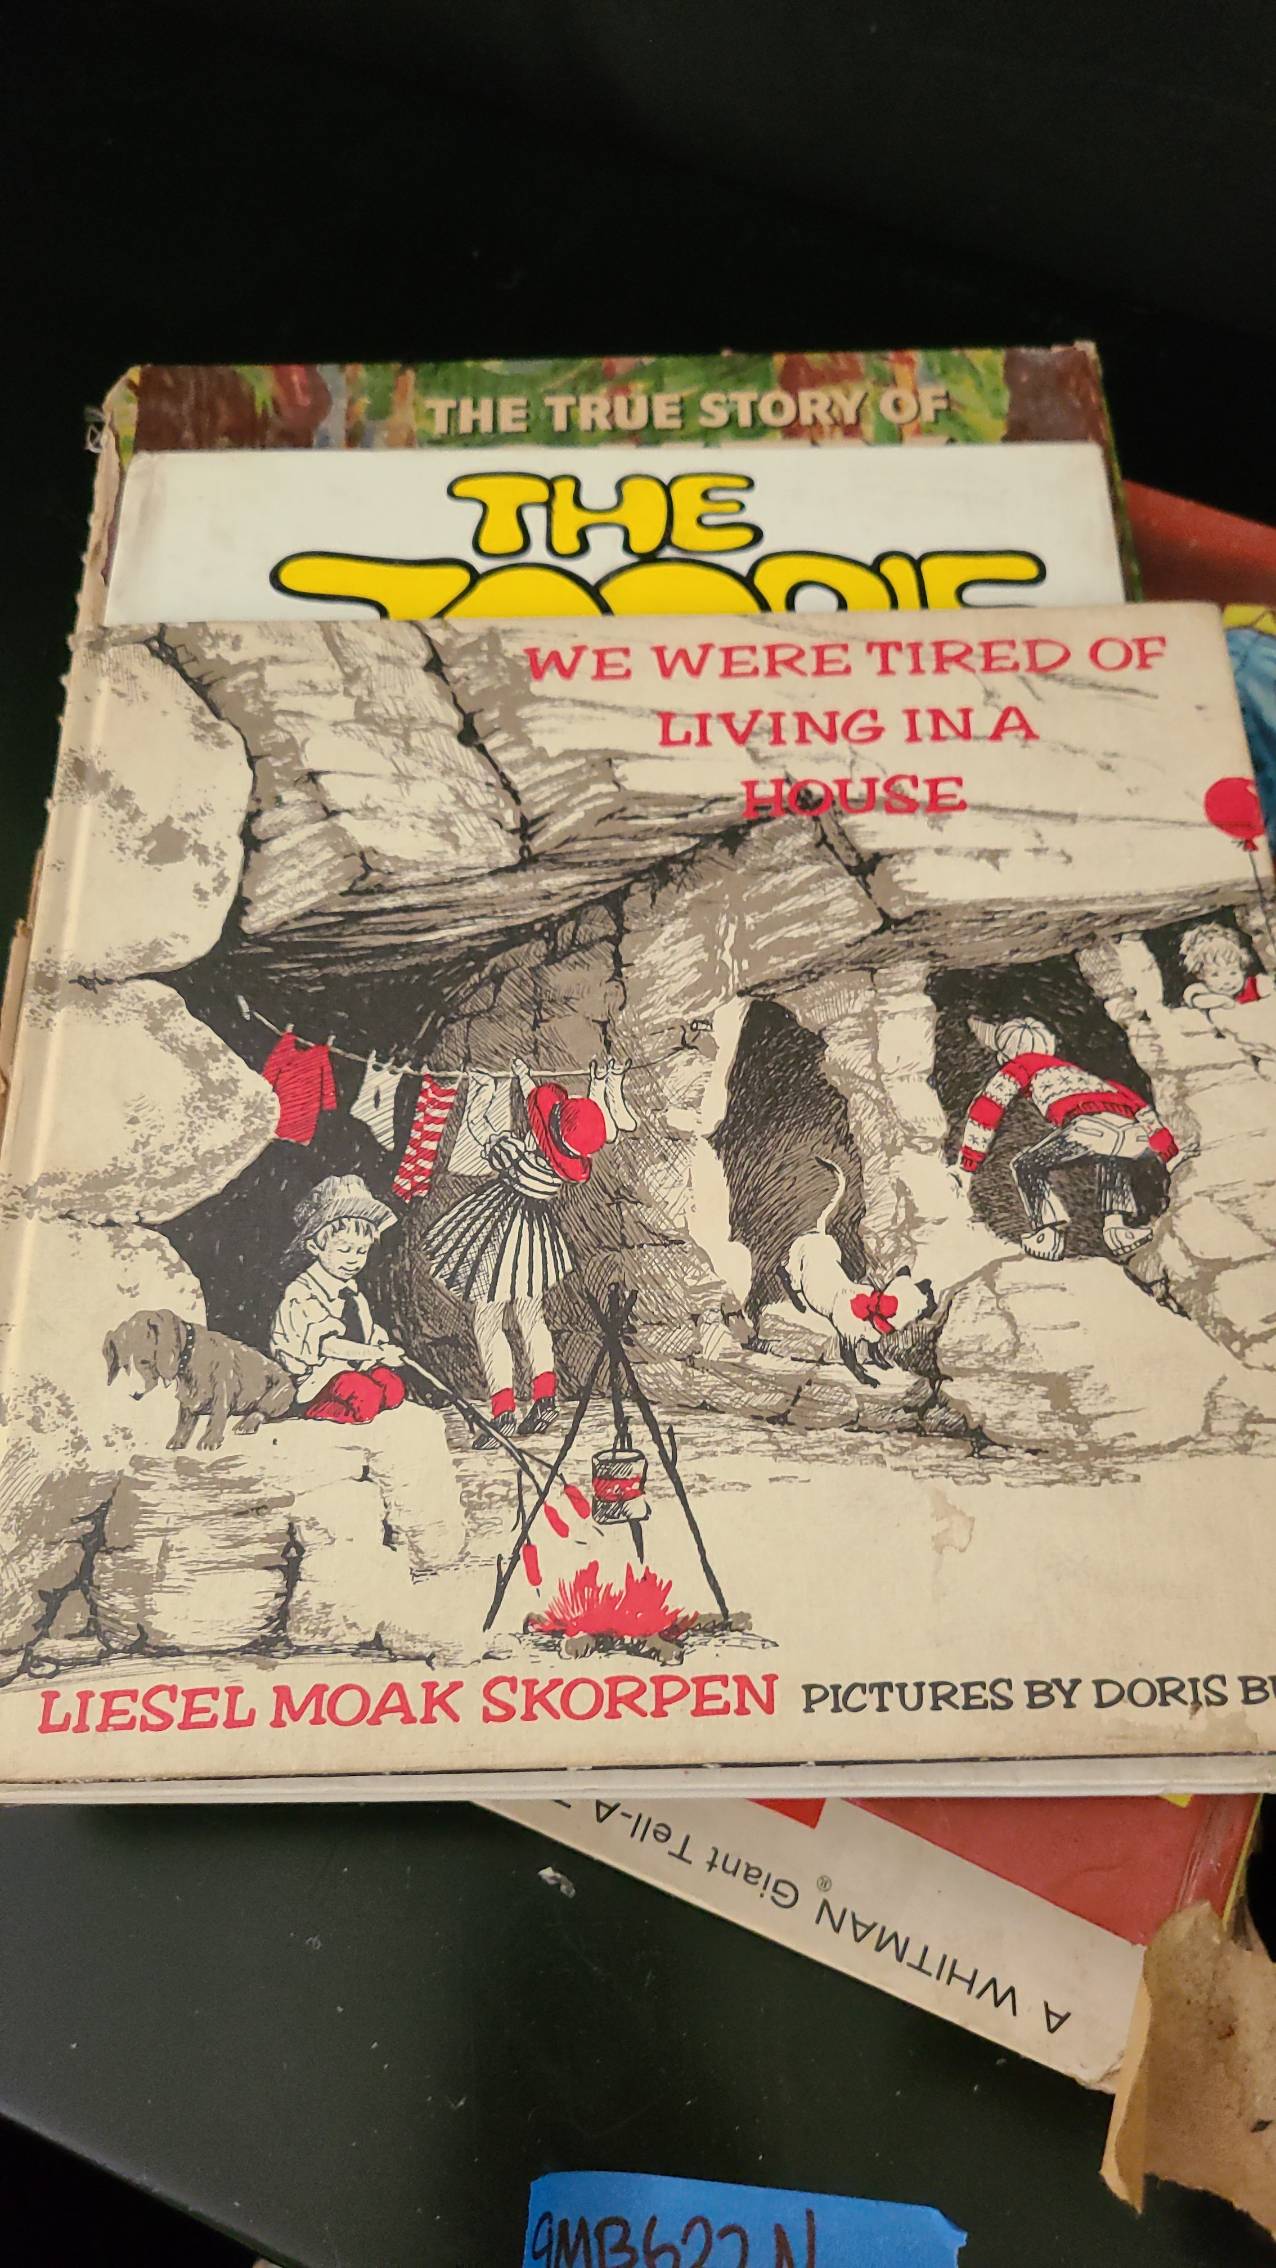 THE TRUE STORY OF
THE
WE WERE TIRED OF
LIVING IN A
HOUSE
LIESEL MOAK SKORPEN PICTURES BY DORIS
A WHITMAN® Giant Tell-A
9MB622N